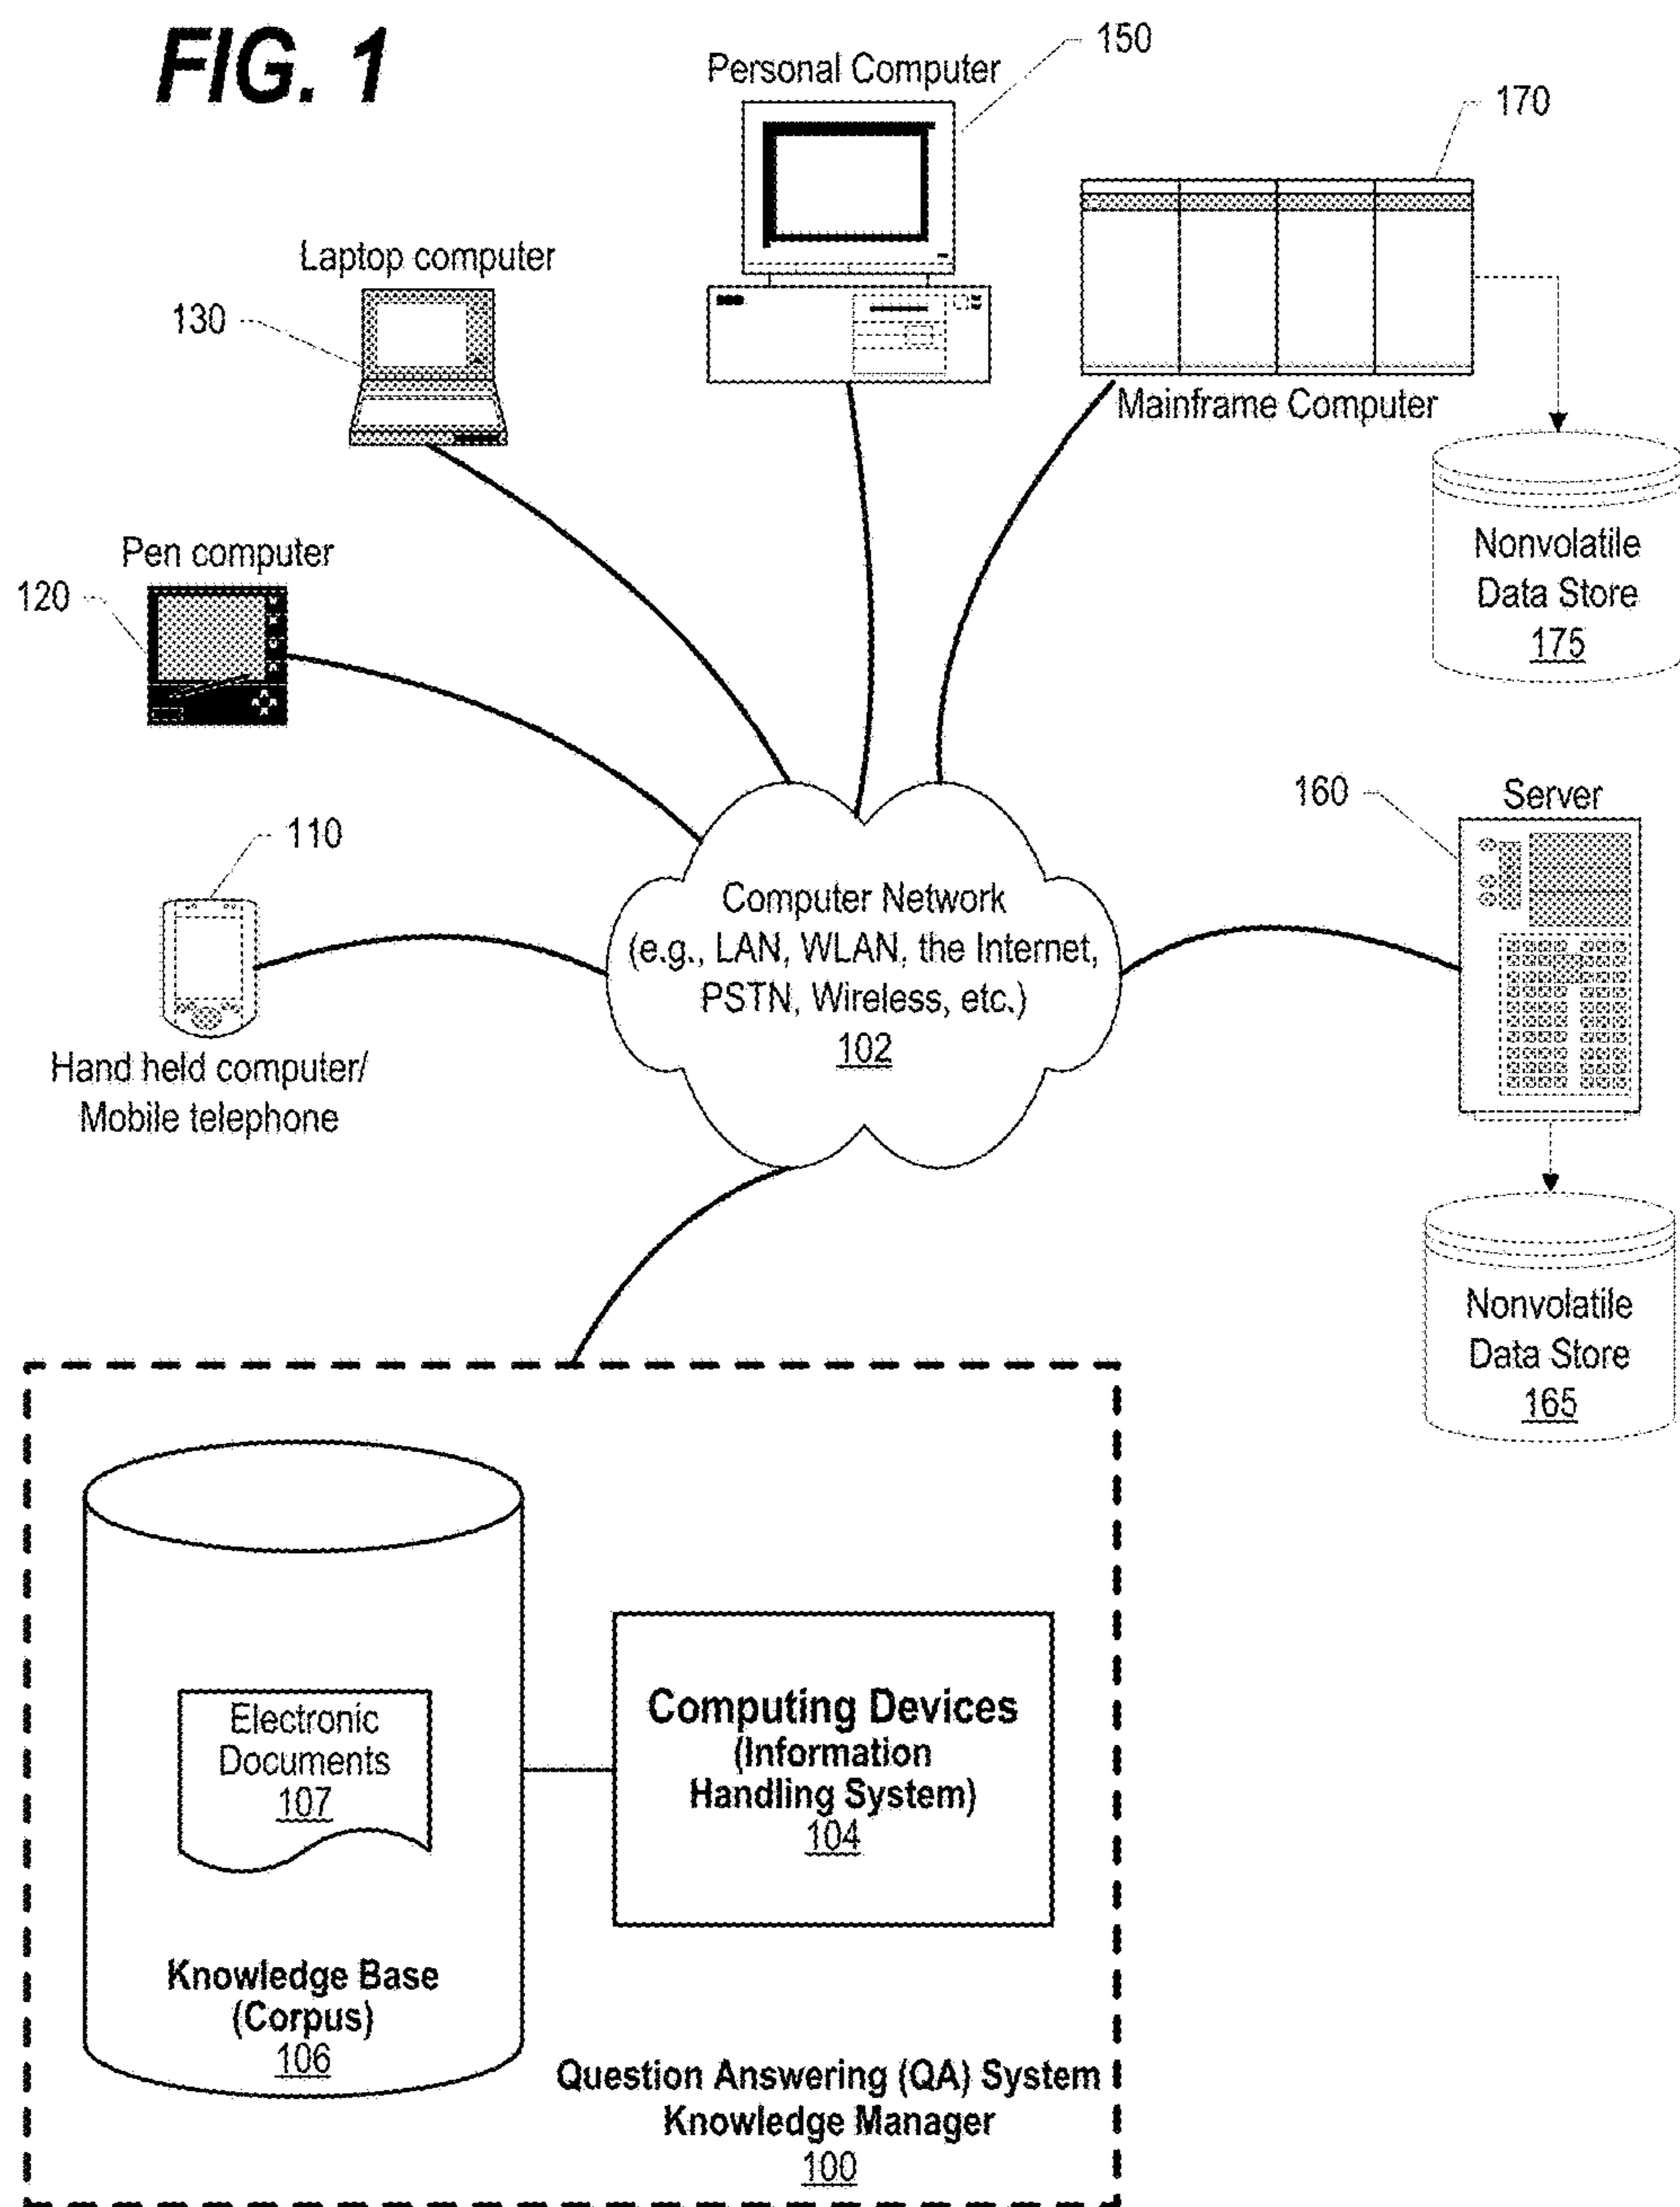 FIG. 1
Personal Computer
150
170
Laptop computer
130
Mainframe Computer
Nonvolatile
Data Store
175
Pen computer
120
160
Server
110
Computer Network
(e.g., LAN, WLAN, the Internet,
PSTN, Wireless, etc.)
102
Hand held computer/
Mobile telephone
Nonvolatile
Data Store
165
Electronic
Documents
107
Computing Devices
(Information
Handling System)
104
Knowledge Base
(Corpus)
106
Question Answering (QA) System
Knowledge Manager
100